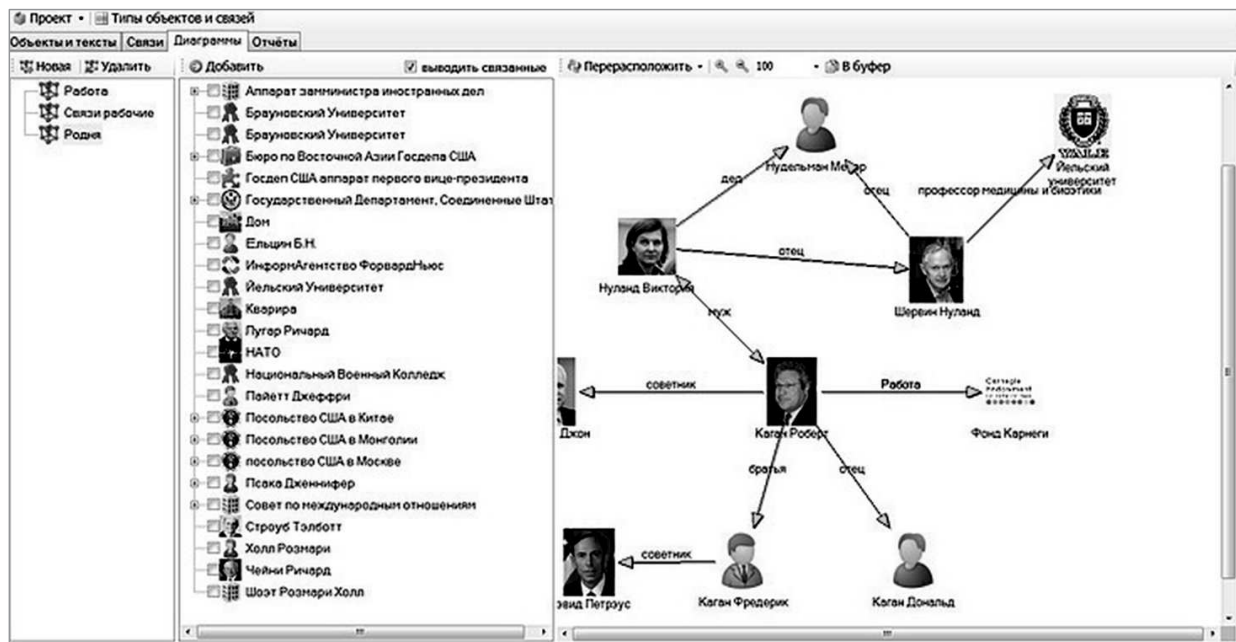 Проект Типы объектов и связей
Объекты и тексты Связи Диаграммы Отчёты
Новая Удалить
Добавить выводить связанные
Перерасположить 100 В буфер
Работа
Связи рабочие
Родня
Аппарат замминистра иностранных дел
Брауновский Университет
Брауновский Университет
Бюро по Восточной Азии Госдепа США
Госдеп США аппарат первого вице-президента
Государственный Департамент, Соединенные Штат
Дом
Ельцин Б.Н.
ИнформАгентство ФорвардНьюс
Йельский Университет
Кварира
Лугар Ричард
НАТО
Национальный Военный Колледж
Пайетт Джеффри
Посольство США в Китае
Посольство США в Монголии
посольство США в Москве
Псака Дженнифер
Совет по международным отношениям
Строуб Тэлботт
Холл Розмари
Чейни Ричард
Шоэт Розмари Холл
Нудельман Мейар
YALE
Йельский
университет
дед
отец
профессор медицины и биоэтики
отец
Нуланд Виктория
Шервин Нуланд
муж
советник
Работа
Carnegie
Endowment
Джон
Каган Роберт
Фонд Карнеги
братья
отец
советник
эвид Петрэус
Каган Фредерик
Каган Дональд